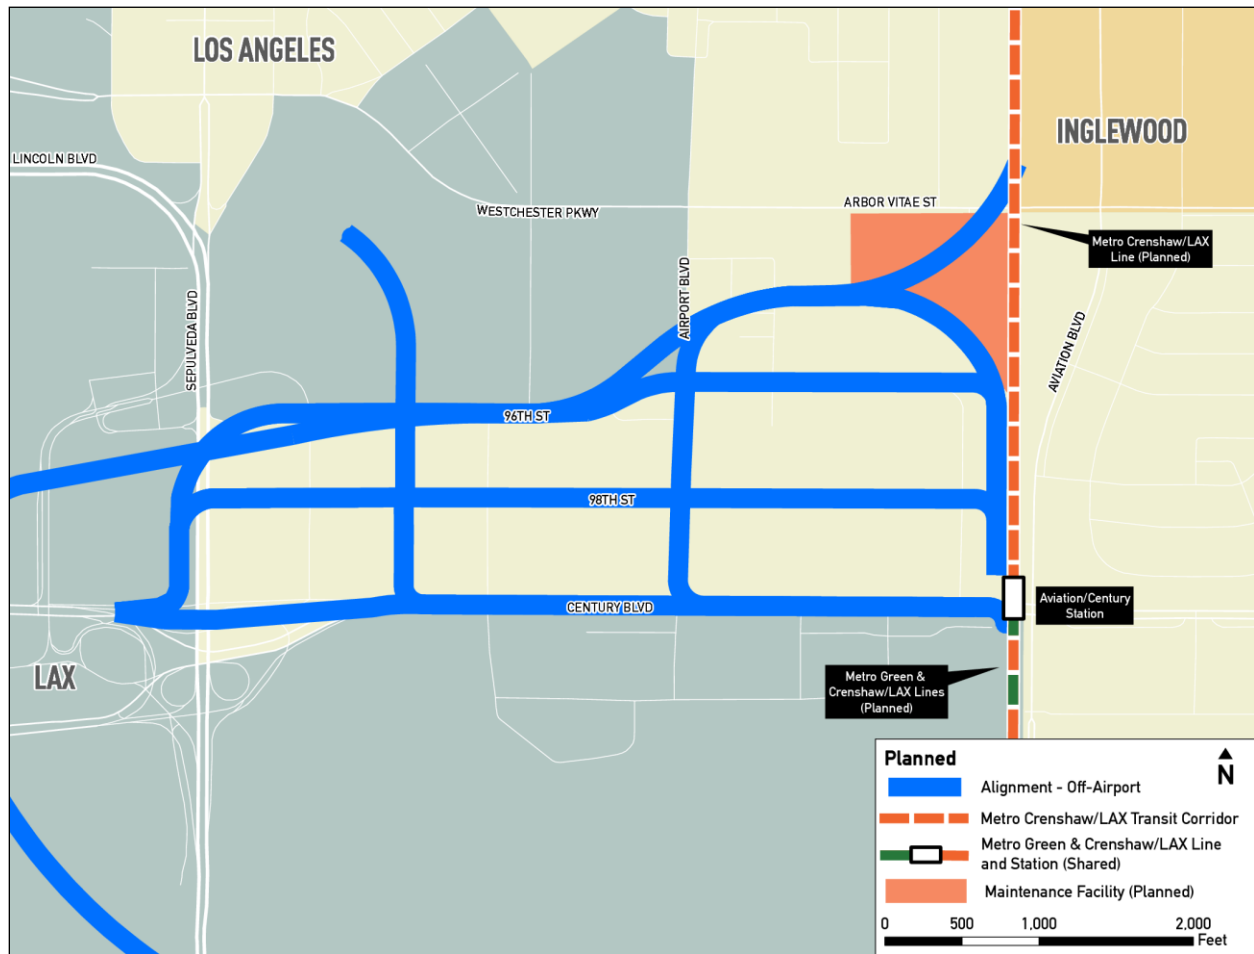 LOS ANGELES
INGLEWOOD
LINCOLN BLVD
WESTCHESTER PKWY
ARBOR VITAE ST
Metro Crenshaw/LAX
Line (Planned)
SEPULVEDA BLVD
AIRPORT BLVD
AVIATION BLVD
96TH ST
98TH ST
CENTURY BLVD
Aviation/Century
Station
LAX
Metro Green &
Crenshaw/LAX Lines
(Planned)
Planned
N
Alignment - Off-Airport
Metro Crenshaw/LAX Transit Corridor
Metro Green & Crenshaw/LAX Line
and Station (Shared)
Maintenance Facility (Planned)
0 500 1,000 2,000
Feet